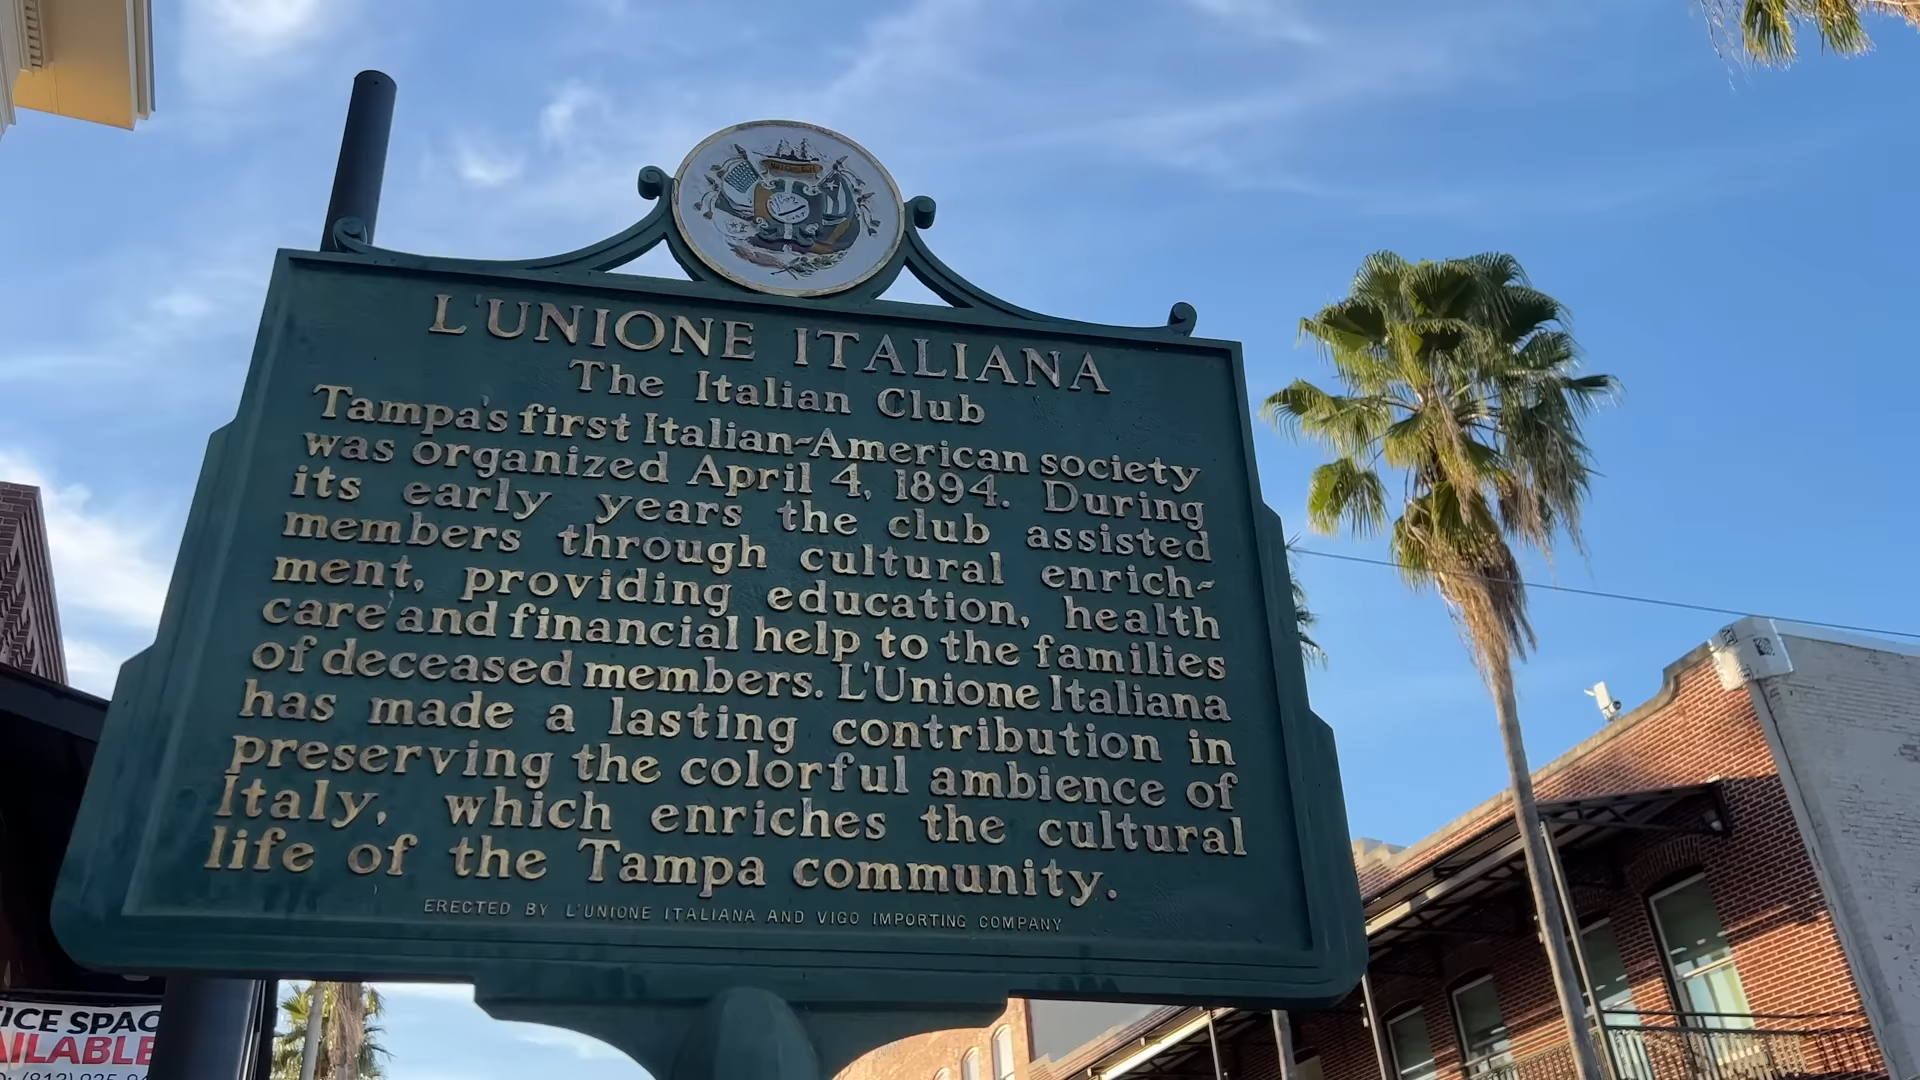 L'UNIONE ITALIANA
The Italian Club
Tampa's first Italian-American society
was organized April 4, 1894. During
its early years the club assisted
members through cultural enrich-
ment, providing education, health
care and financial help to the families
of deceased members. L'Unione Italiana
has made a lasting contribution in
preserving the colorful ambience of
Italy, which enriches the cultural
life of the Tampa community.
ERECTED BY L'UNIONE ITALIANA AND VIGO IMPORTING COMPANY
ICE SPAC
AILABLE